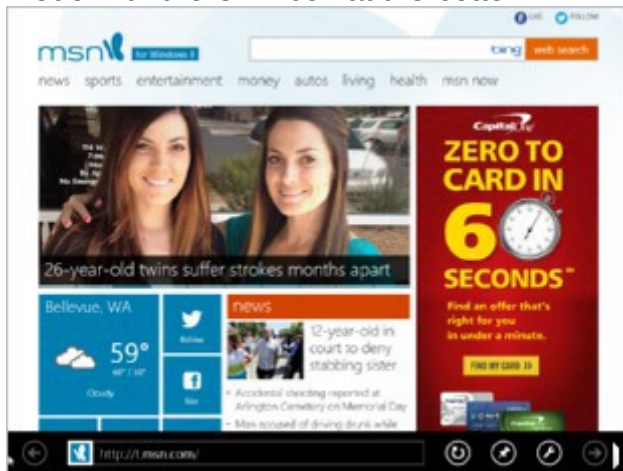 LIKE FOLLOW
msn for Windows 8
bing web search
news sports entertainment money autos living health msn now
26-year-old twins suffer strokes months apart
Capital One
ZERO TO
CARD IN
60
SECONDS
Find an offer that's
right for you
in under a minute.
FIND MY CARD
Bellevue, WA
59°
Cloudy
Follow
like
news
12-year-old in
court to deny
stabbing sister
Accidental shooting reported at
Arlington Cemetery on Memorial Day
Man accused of driving drunk while
http://t.msn.com/